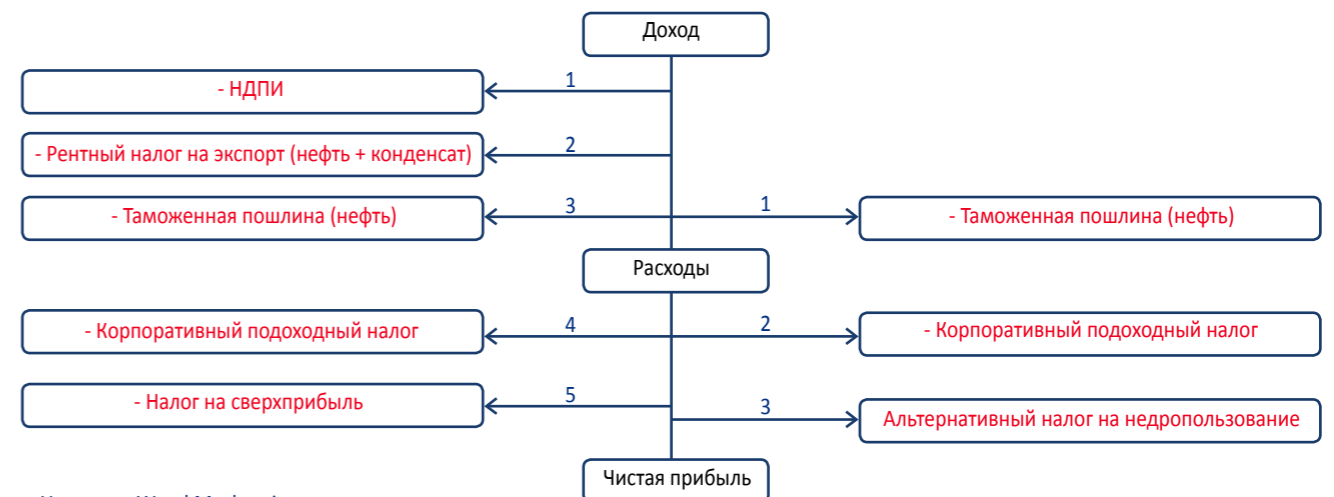 Доход
1
- НДПИ
2
- Рентный налог на экспорт (нефть + конденсат)
3
- Таможенная пошлина (нефть)
1
- Таможенная пошлина (нефть)
Расходы
4
- Корпоративный подоходный налог
2
- Корпоративный подоходный налог
5
- Налог на сверхприбыль
3
Альтернативный налог на недропользование
Чистая прибыль